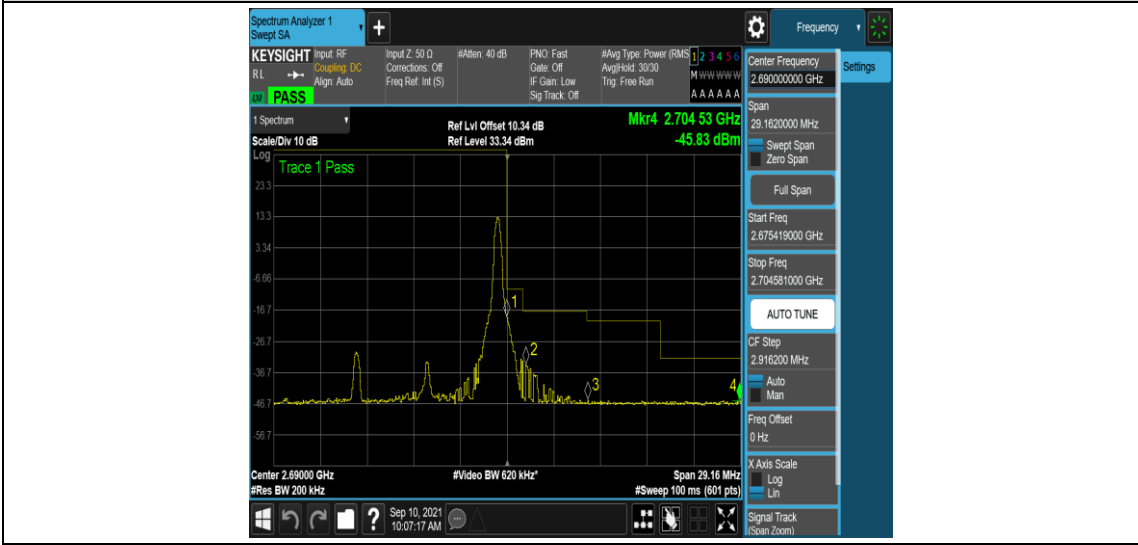 Spectrum Analyzer 1
Swept SA
Frequency
KEYSIGHT
RL
LNI PASS
Input: RF
Coupling: DC
Align: Auto
Input Z: 50 Ω
Corrections: Off
Freq Ref: Int (S)
#Atten: 40 dB
PNO: Fast
Gate: Off
IF Gain: Low
Sig Track: Off
#Avg Type: Power (RMS
Avg|Hold: 30/30
Trig: Free Run
1 2 3 4 5 6
M W W W W W
A A A A A A
1 Spectrum
Scale/Div 10 dB
Ref Lvl Offset 10.34 dB
Ref Level 33.34 dBm
Mkr4 2.704 53 GHz
-45.83 dBm
Log
Trace 1 Pass
23.3
13.3
3.34
-6.66
-16.7
-26.7
-36.7
-46.7
-56.7
1
2
3
4
Center 2.69000 GHz
#Res BW 200 kHz
#Video BW 620 kHz*
Span 29.16 MHz
#Sweep 100 ms (601 pts)
Center Frequency
2.690000000 GHz
Settings
Span
29.1620000 MHz
Swept Span
Zero Span
Full Span
Start Freq
2.675419000 GHz
Stop Freq
2.704581000 GHz
AUTO TUNE
CF Step
2.916200 MHz
Auto
Man
Freq Offset
0 Hz
X Axis Scale
Log
Lin
Signal Track
(Span Zoom)
?
Sep 10, 2021
10:07:17 AM